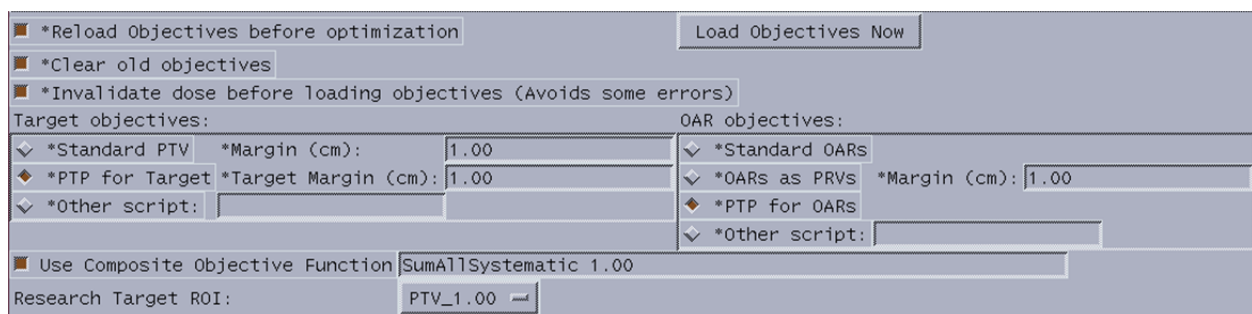 *Reload Objectives before optimization Load Objectives Now
*Clear old objectives
*Invalidate dose before loading objectives (Avoids some errors)
Target objectives: OAR objectives:
*Standard PTV *Margin (cm): 1.00 *Standard OARs
*PTP for Target *Target Margin (cm): 1.00 *OARs as PRVs *Margin (cm): 1.00
*Other script: *PTP for OARs
*Other script:
Use Composite Objective Function SumAllSystematic 1.00
Research Target ROI: PTV_1.00